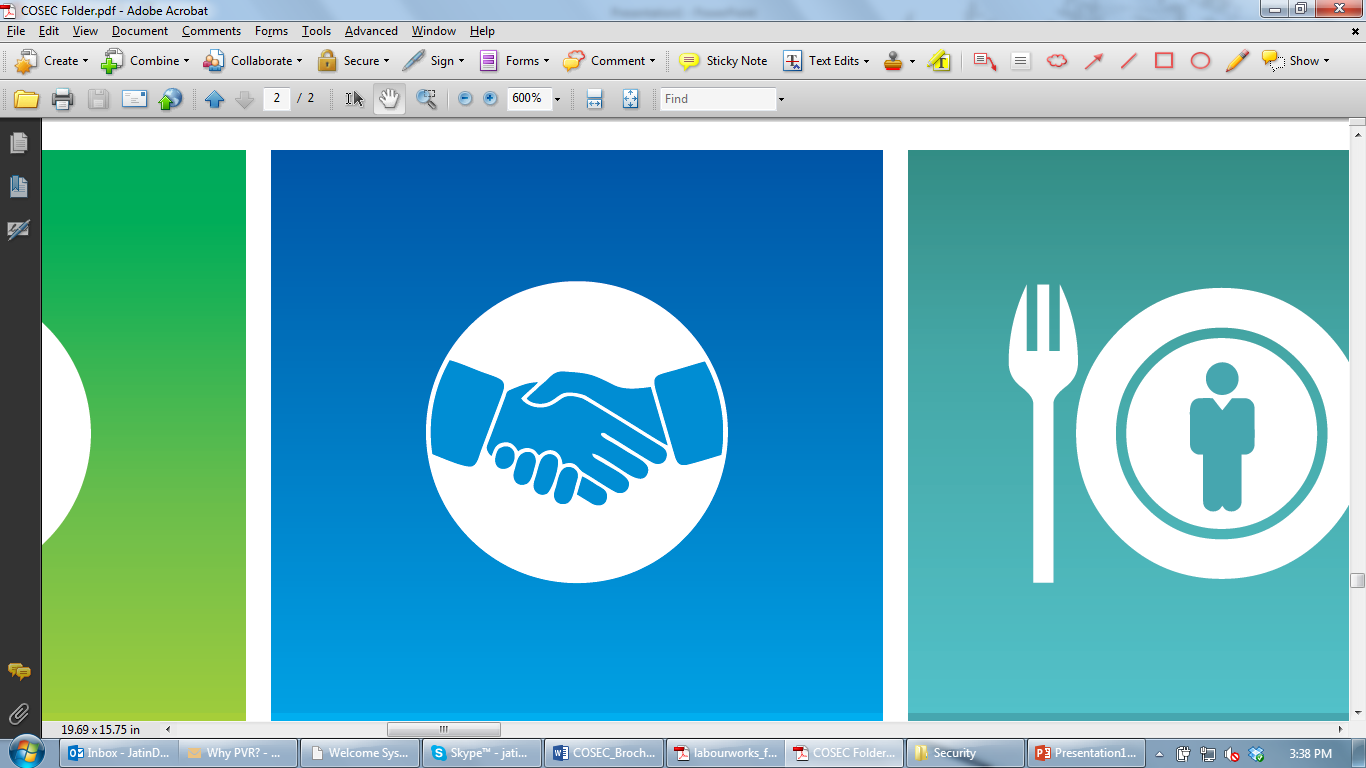 COSEC Folder.pdf - Adobe Acrobat
File Edit View Document Comments Forms Tools Advanced Window Help
Create Combine Collaborate Secure Sign Forms Comment Sticky Note Text Edits Show
2 / 2 600% Find
19.69 x 15.75 in
Inbox - JatinD... Why PVR? - ... Welcome Sys... Skype™ - jati... COSEC_Broch... labourworks_f... COSEC Folder... Security Presentation1... 3:38 PM